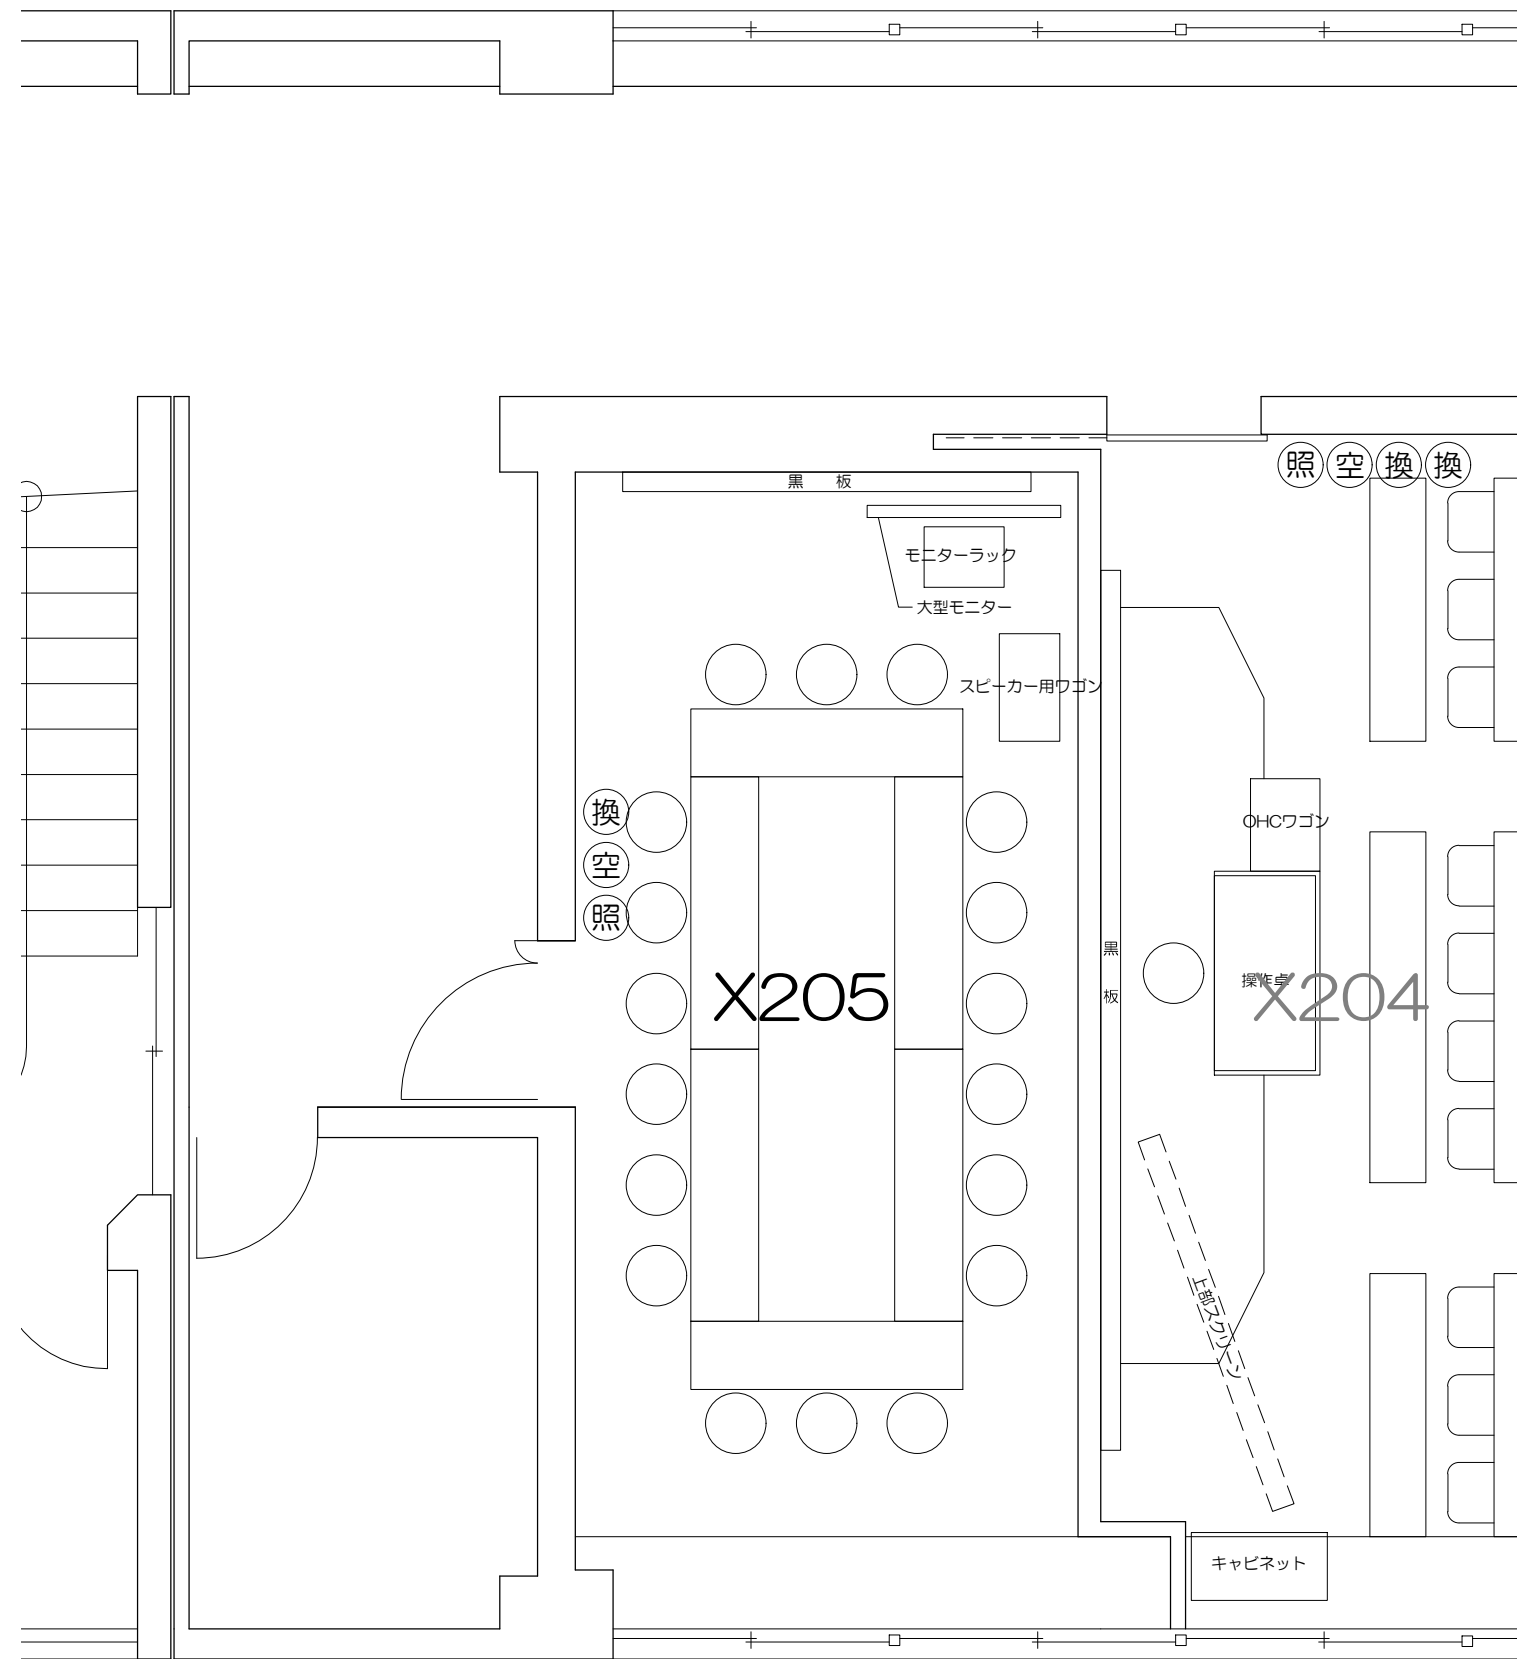 黒 板
照 空 換 換
モニターラック
大型モニター
スピーカー用ワゴン
換
空
照
OHCワゴン
黒 板
操作卓
X205
X204
上部スクリーン
キャビネット